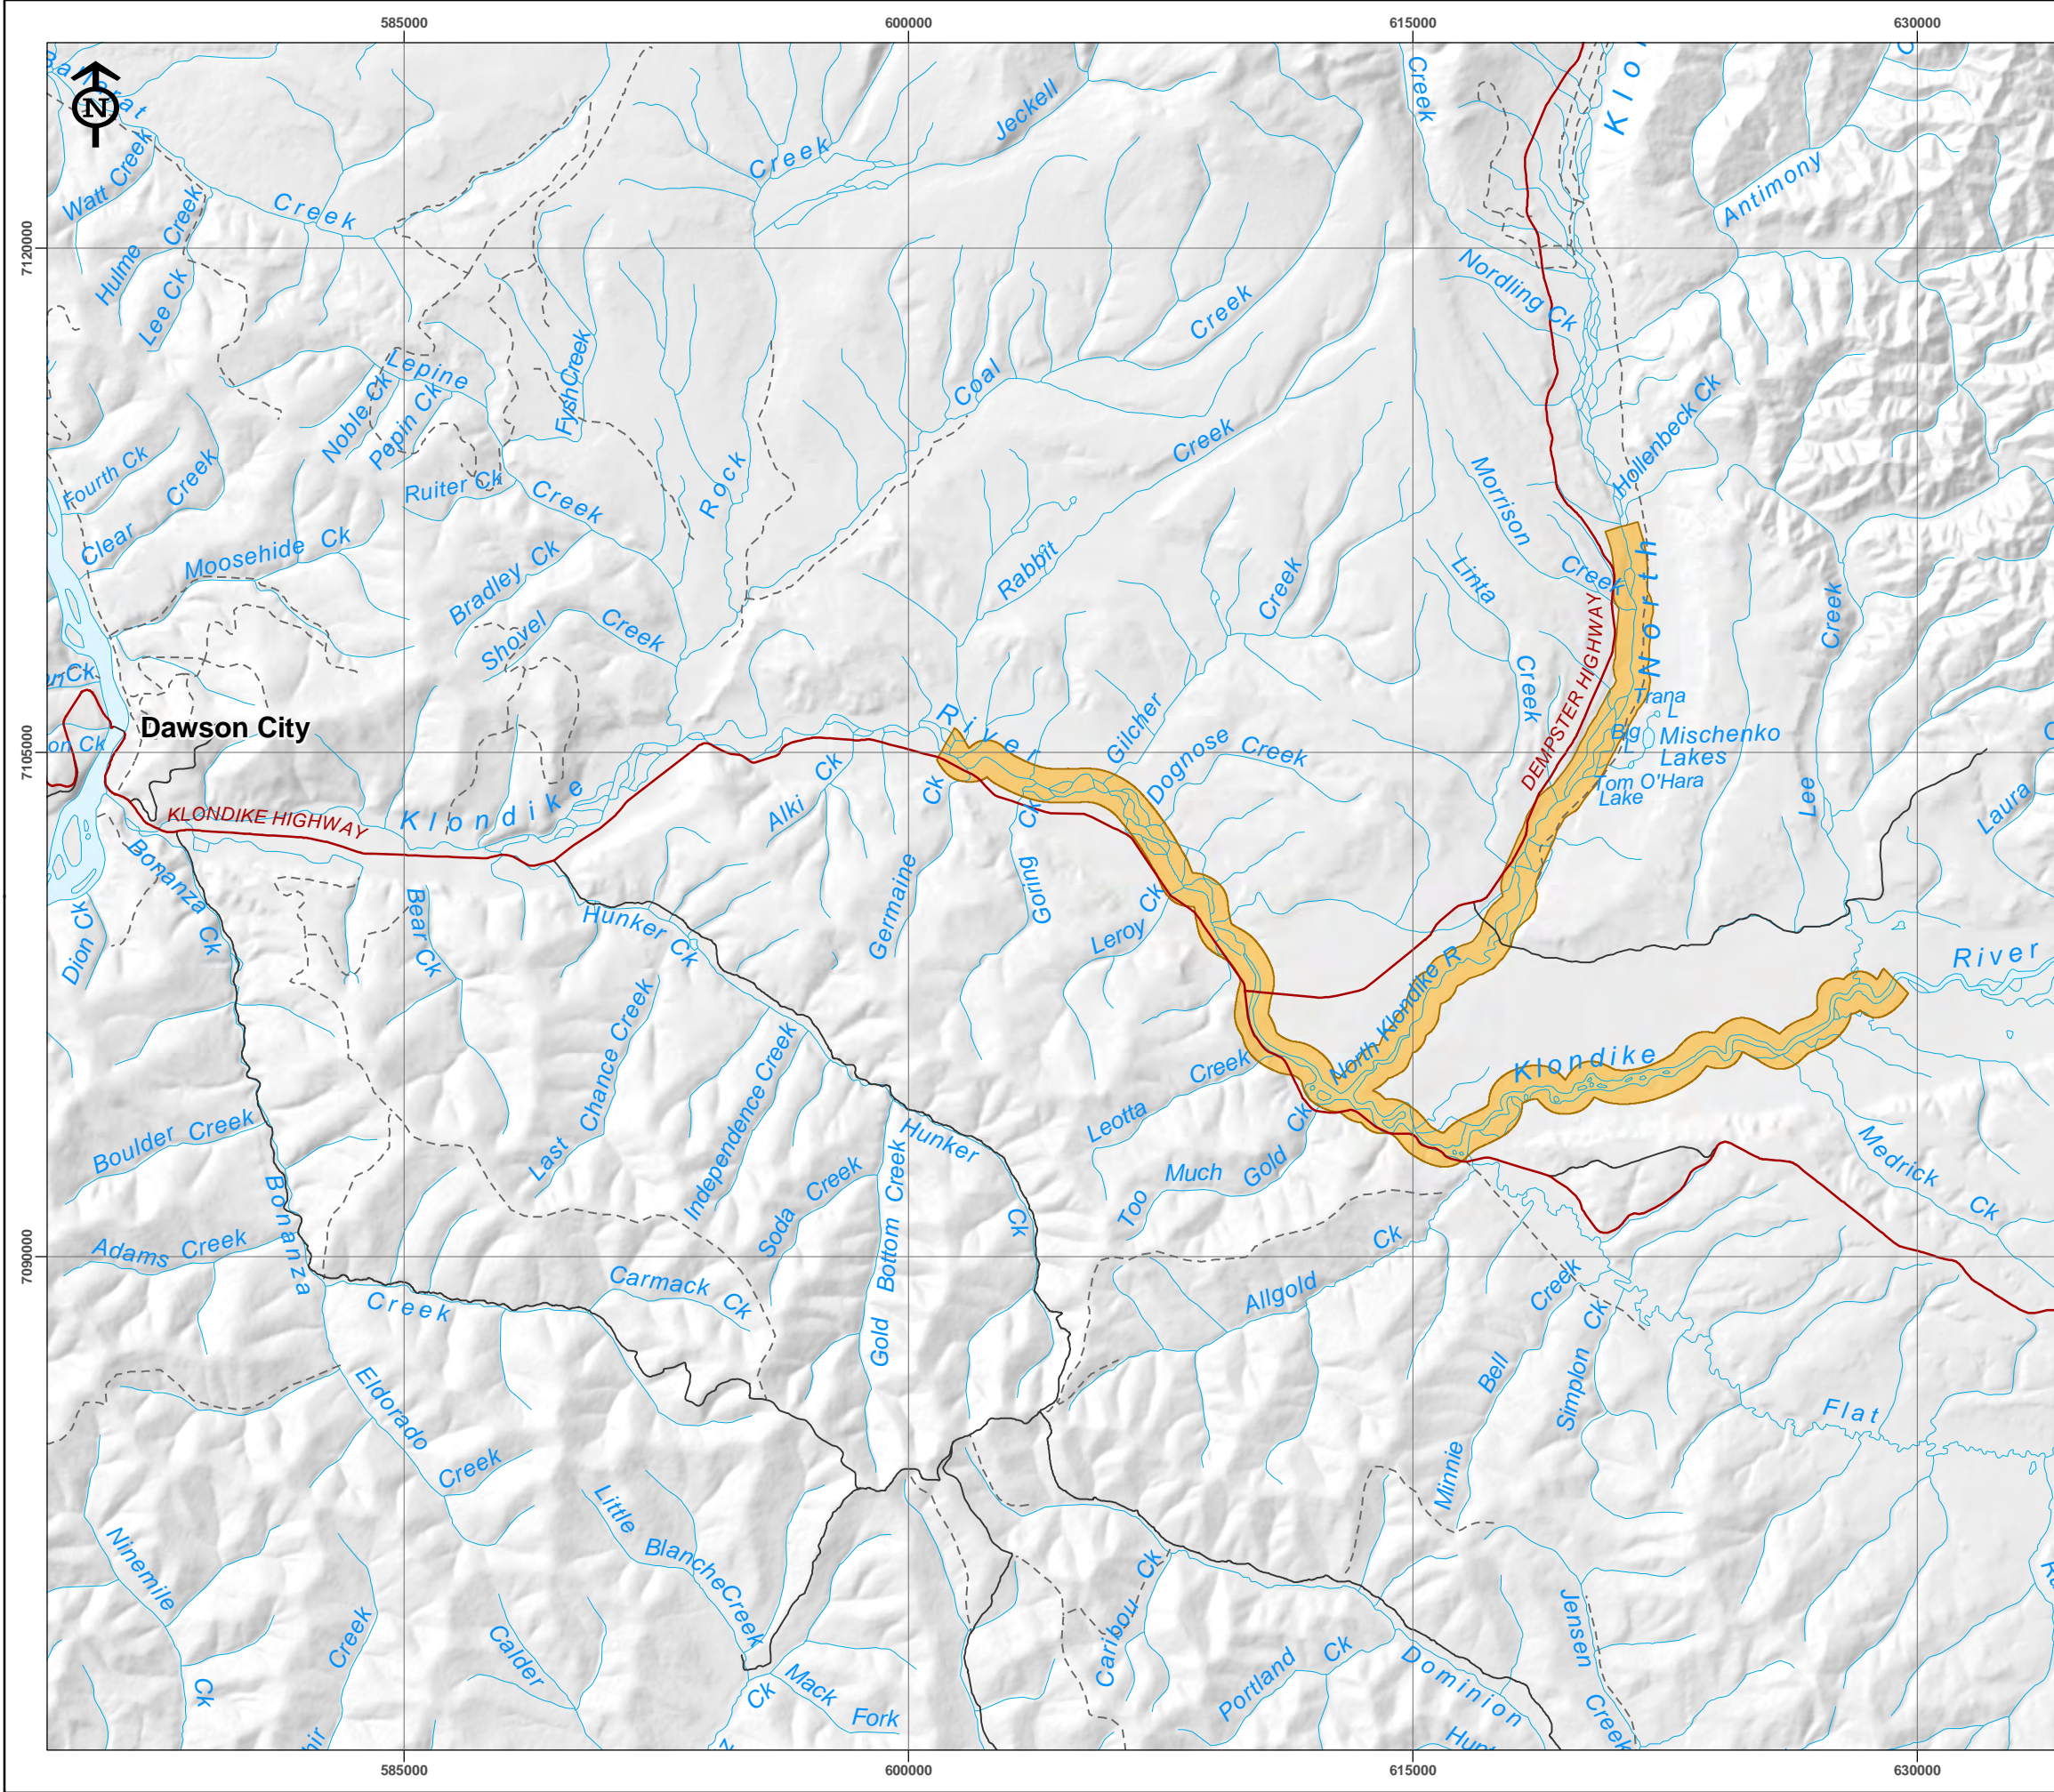 585000
600000
615000
630000
7120000
7105000
7090000
N
Watt Creek
Hulme Creek
Lee Ck
Creek
Creek
Jeckell
Creek
Antimony
Nordling Ck
Creek
Coal
Creek
Fysh Creek
Lepine
Noble Ck
Pepin Ck
Ruiter Ck
Creek
Rock
Fourth Ck
Clear Creek
Moosehide Ck
Bradley Ck
Shovel Creek
Rabbit
Creek
Morrison
Creek
Linta
Creek
Hollenbeck Ck
North
DEMPSTER HIGHWAY
Trana
L
Big
L
Mischenko
Lakes
Tom O'Hara
Lake
Creek
Lee
Laura
Dawson City
KLONDIKE HIGHWAY
Klondike
River
Gilcher
Dognose Creek
Alki Ck
Germaine Ck
Goring Ck
Leroy Ck
Bonanza Ck
Dion Ck
Bear Ck
Hunker Ck
Last Chance Creek
Independence Creek
North Klondike R
Klondike
River
Leotta Creek
Too Much Gold Ck
Medrick Ck
Boulder Creek
Adams Creek
Bonanza
Creek
Soda Creek
Gold Bottom Creek
Hunker
Ck
Carmack Ck
Allgold Ck
Minnie Bell Creek
Simplon Ck
Flat
Eldorado
Creek
Little Blanche Creek
Ninemile
Ck
Creek
Calder
Mack
Fork
Ck
Caribou Ck
Portland Ck
Dominion
Jensen
Creek
585000
600000
615000
630000